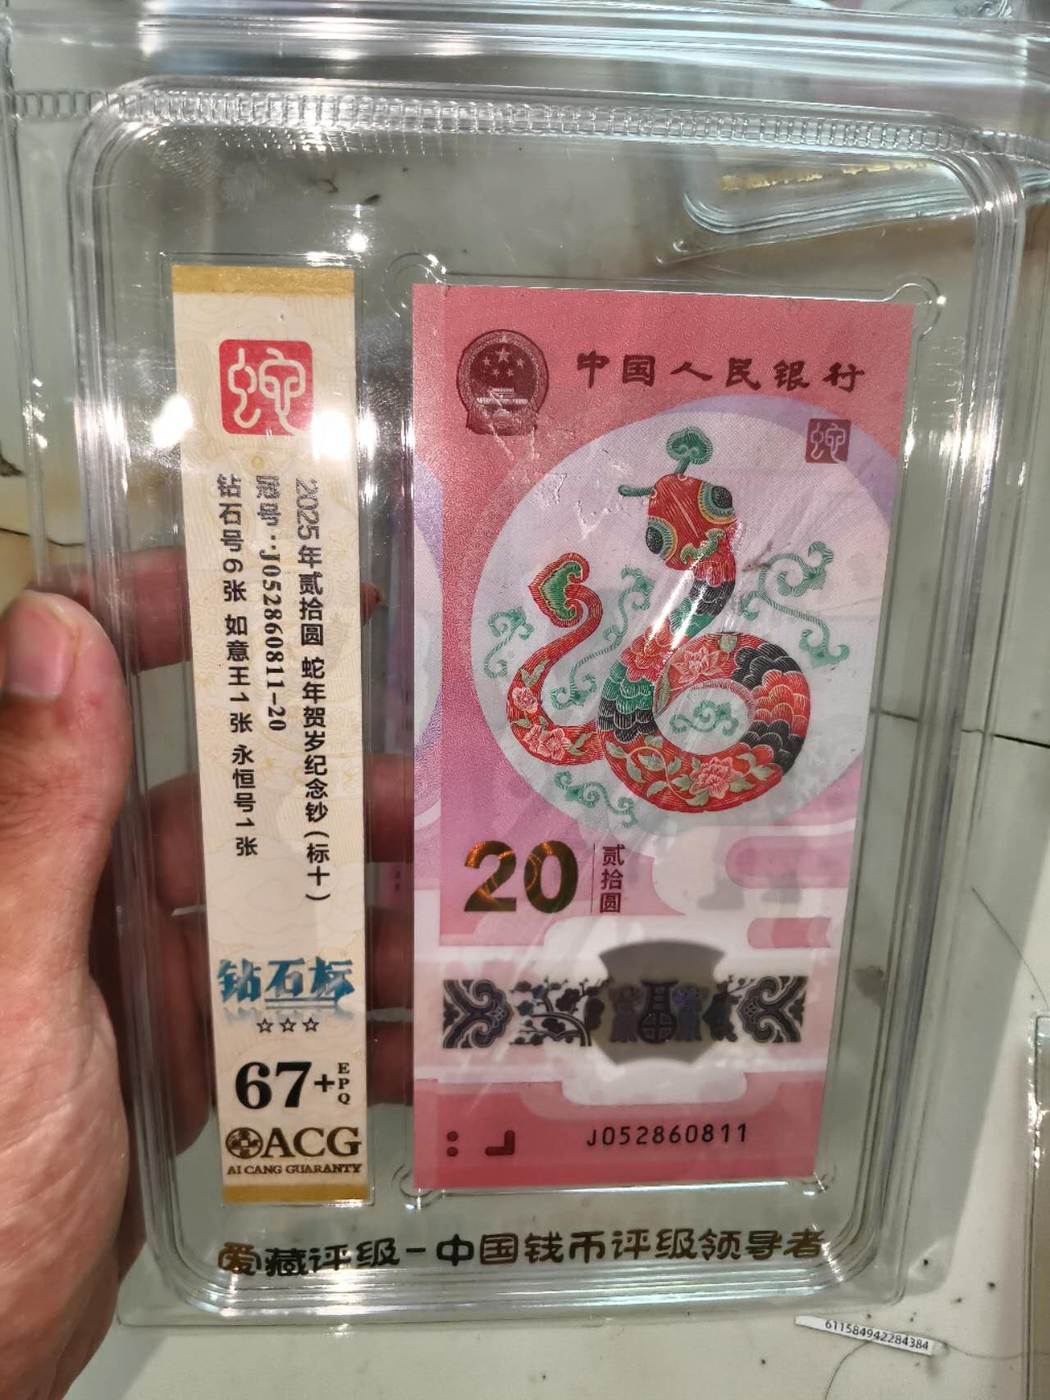 蛇
2025年贰拾圆 蛇年贺岁纪念钞(标十)
冠号:J052860811-20
钻石号6张 如意王1张 永恒号1张
钻石标
☆☆☆
67+EPQ
ACG
AI CANG GUARANTY
中国人民银行
蛇
20
贰拾圆
J052860811
爱藏评级-中国钱币评级领导者
611584942284384